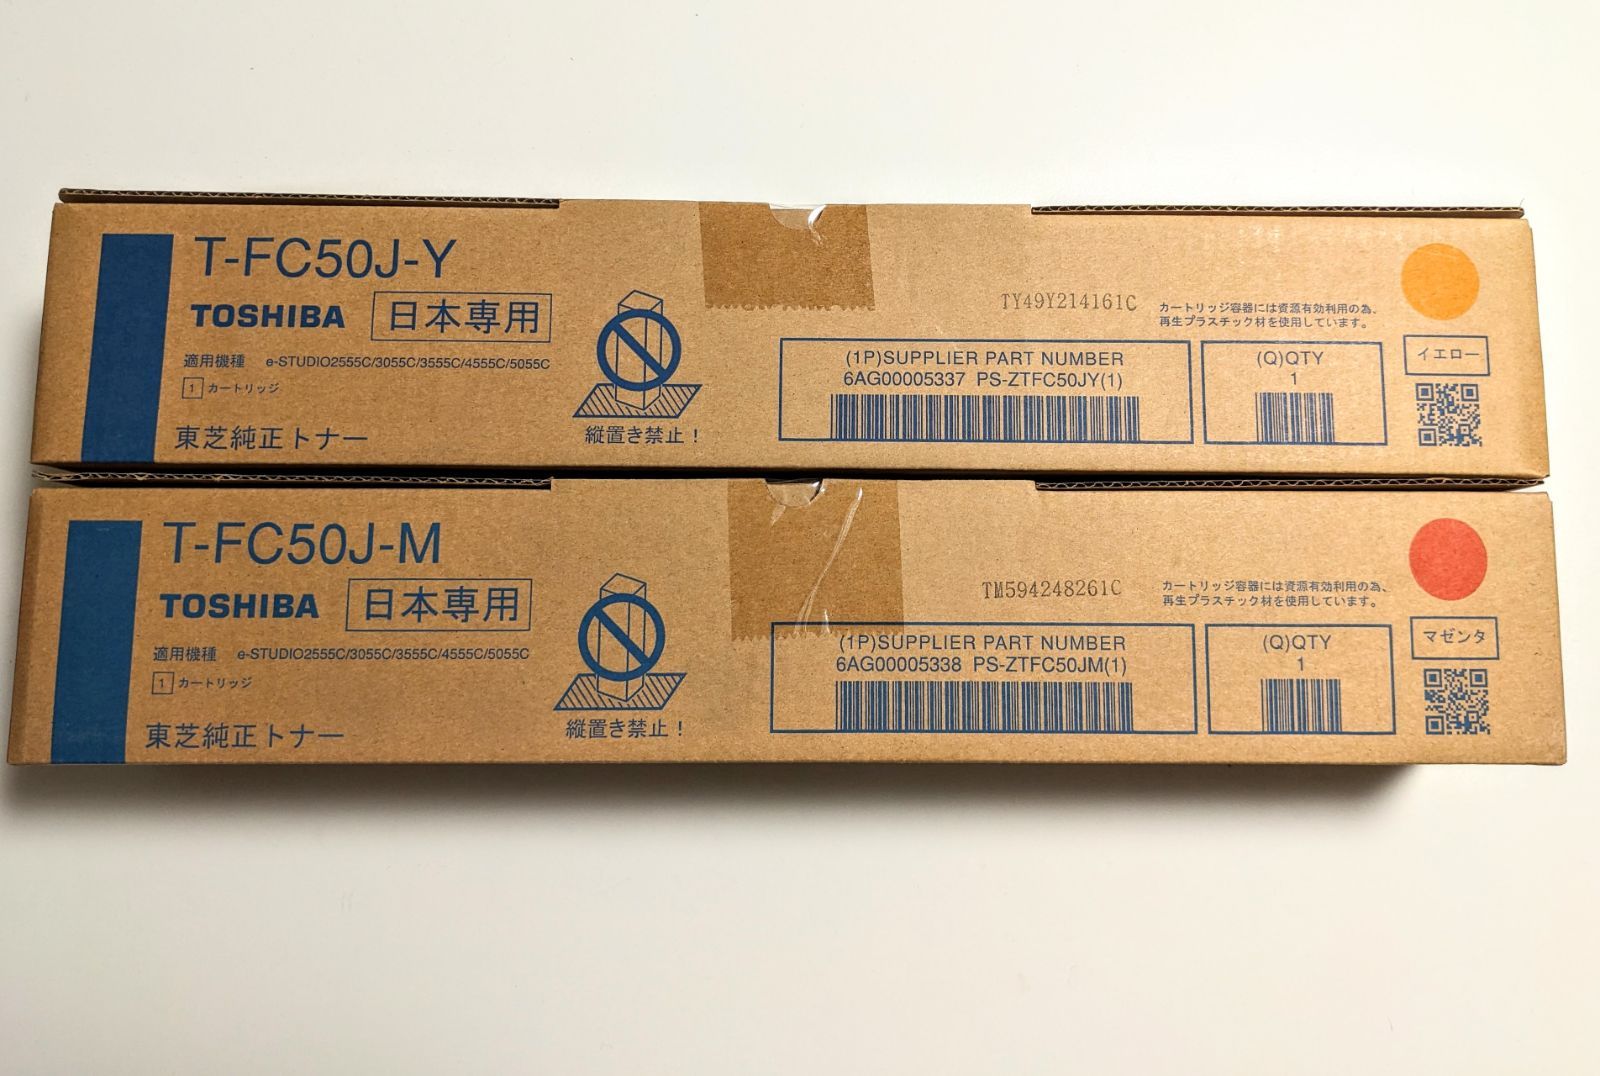 T-FC50J-Y
TOSHIBA 日本専用
適用機種 e-STUDIO2555C/3055C/3555C/4555C/5055C
1 カートリッジ
東芝純正トナー
縦置き禁止！
TY49Y214161C
カートリッジ容器には資源有効利用の為、
再生プラスチック材を使用しています。
(1P)SUPPLIER PART NUMBER
6AG00005337 PS-ZTFC50JY(1)
(Q)QTY
1
イエロー
T-FC50J-M
TOSHIBA 日本専用
適用機種 e-STUDIO2555C/3055C/3555C/4555C/5055C
1 カートリッジ
東芝純正トナー
縦置き禁止！
TM594248261C
カートリッジ容器には資源有効利用の為、
再生プラスチック材を使用しています。
(1P)SUPPLIER PART NUMBER
6AG00005338 PS-ZTFC50JM(1)
(Q)QTY
1
マゼンタ